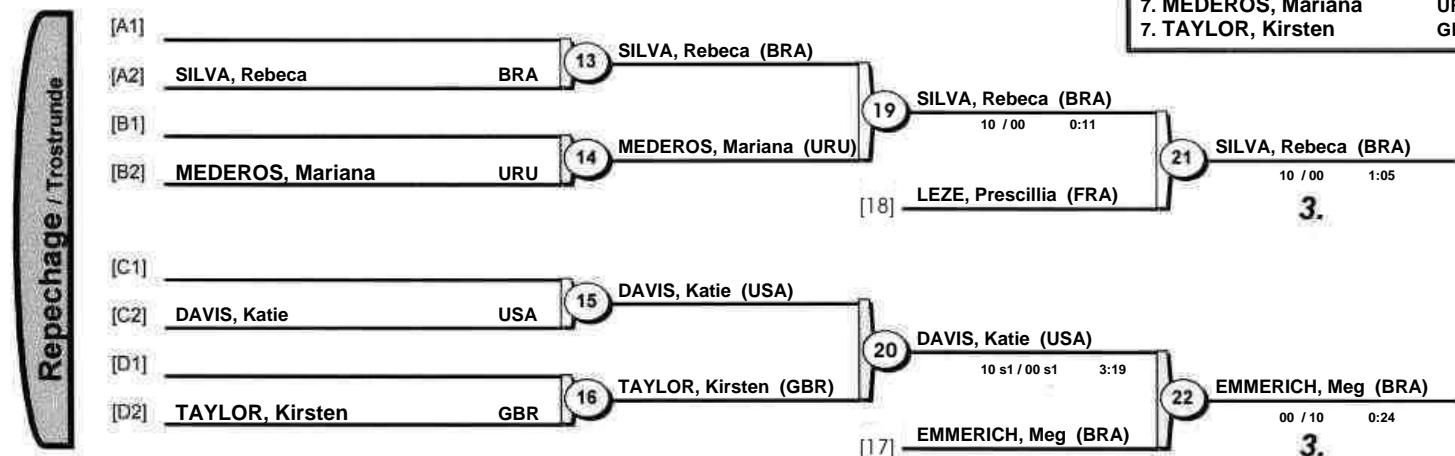 7. MEDEROS, Mariana
7. TAYLOR, Kirsten
Repechage / Trostrunde
[A1]
[A2] SILVA, Rebeca BRA
13
SILVA, Rebeca (BRA)
[B1]
[B2] MEDEROS, Mariana URU
14
MEDEROS, Mariana (URU)
19
SILVA, Rebeca (BRA)
10 / 00 0:11
[18] LEZE, Prescillia (FRA)
21
SILVA, Rebeca (BRA)
10 / 00 1:05
3.
[C1]
[C2] DAVIS, Katie USA
15
DAVIS, Katie (USA)
[D1]
[D2] TAYLOR, Kirsten GBR
16
TAYLOR, Kirsten (GBR)
20
DAVIS, Katie (USA)
10 s1 / 00 s1 3:19
[17] EMMERICH, Meg (BRA)
22
EMMERICH, Meg (BRA)
00 / 10 0:24
3.